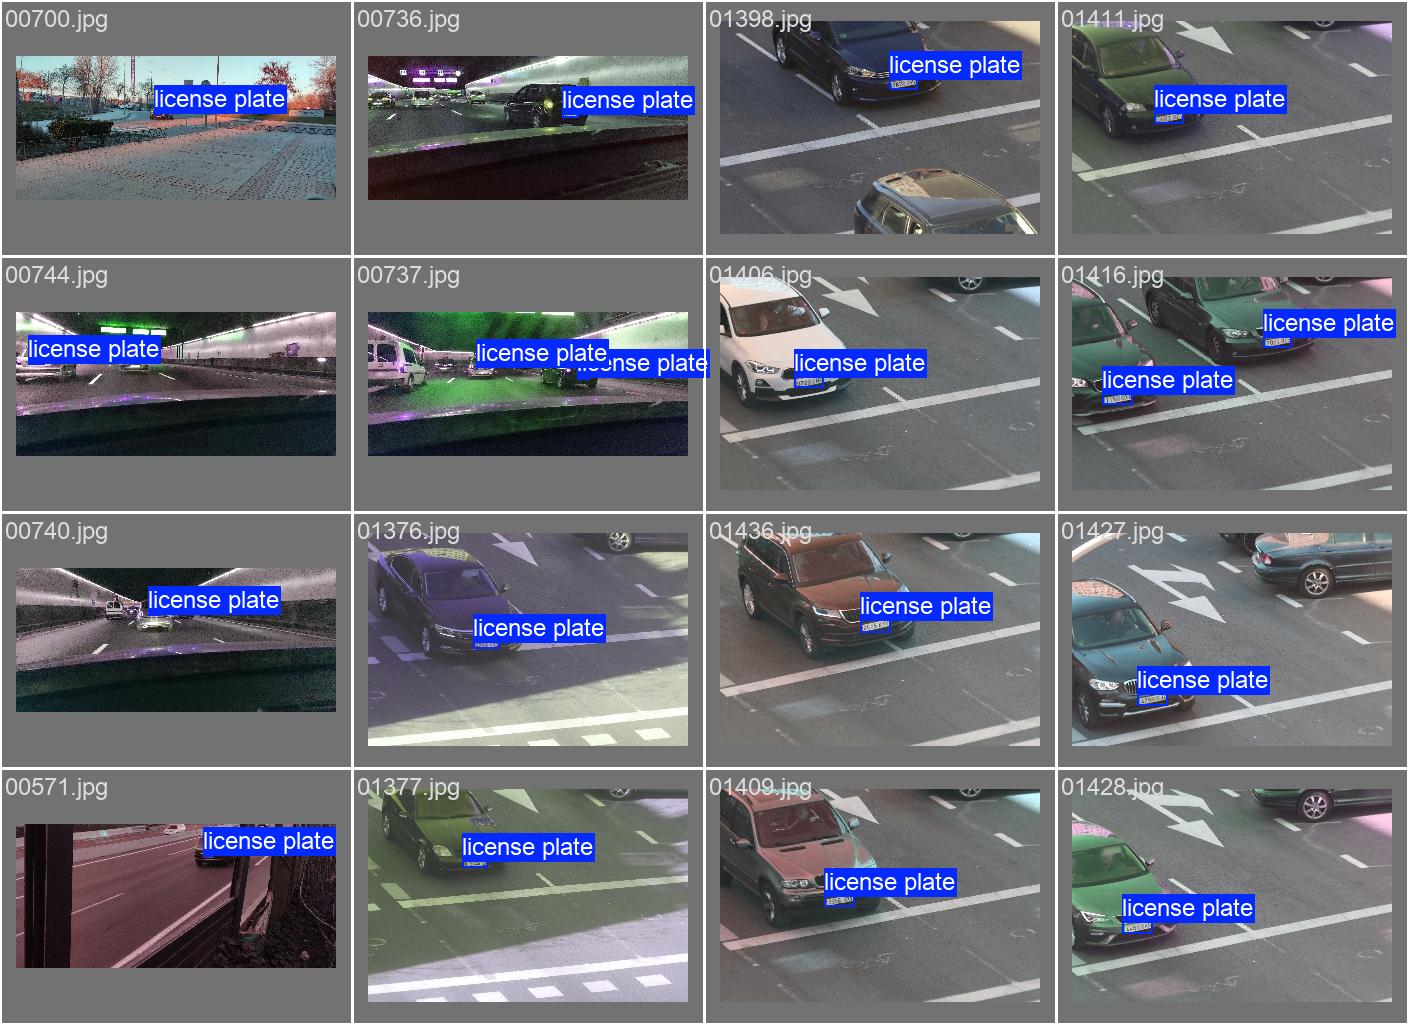 00700.jpg
license plate
00736.jpg
license plate
01398.jpg
license plate
01411.jpg
license plate
00744.jpg
license plate
00737.jpg
license plate
license plate
01406.jpg
license plate
01416.jpg
license plate
license plate
00740.jpg
license plate
01376.jpg
license plate
01436.jpg
license plate
01427.jpg
license plate
00571.jpg
license plate
01377.jpg
license plate
01409.jpg
license plate
01428.jpg
license plate